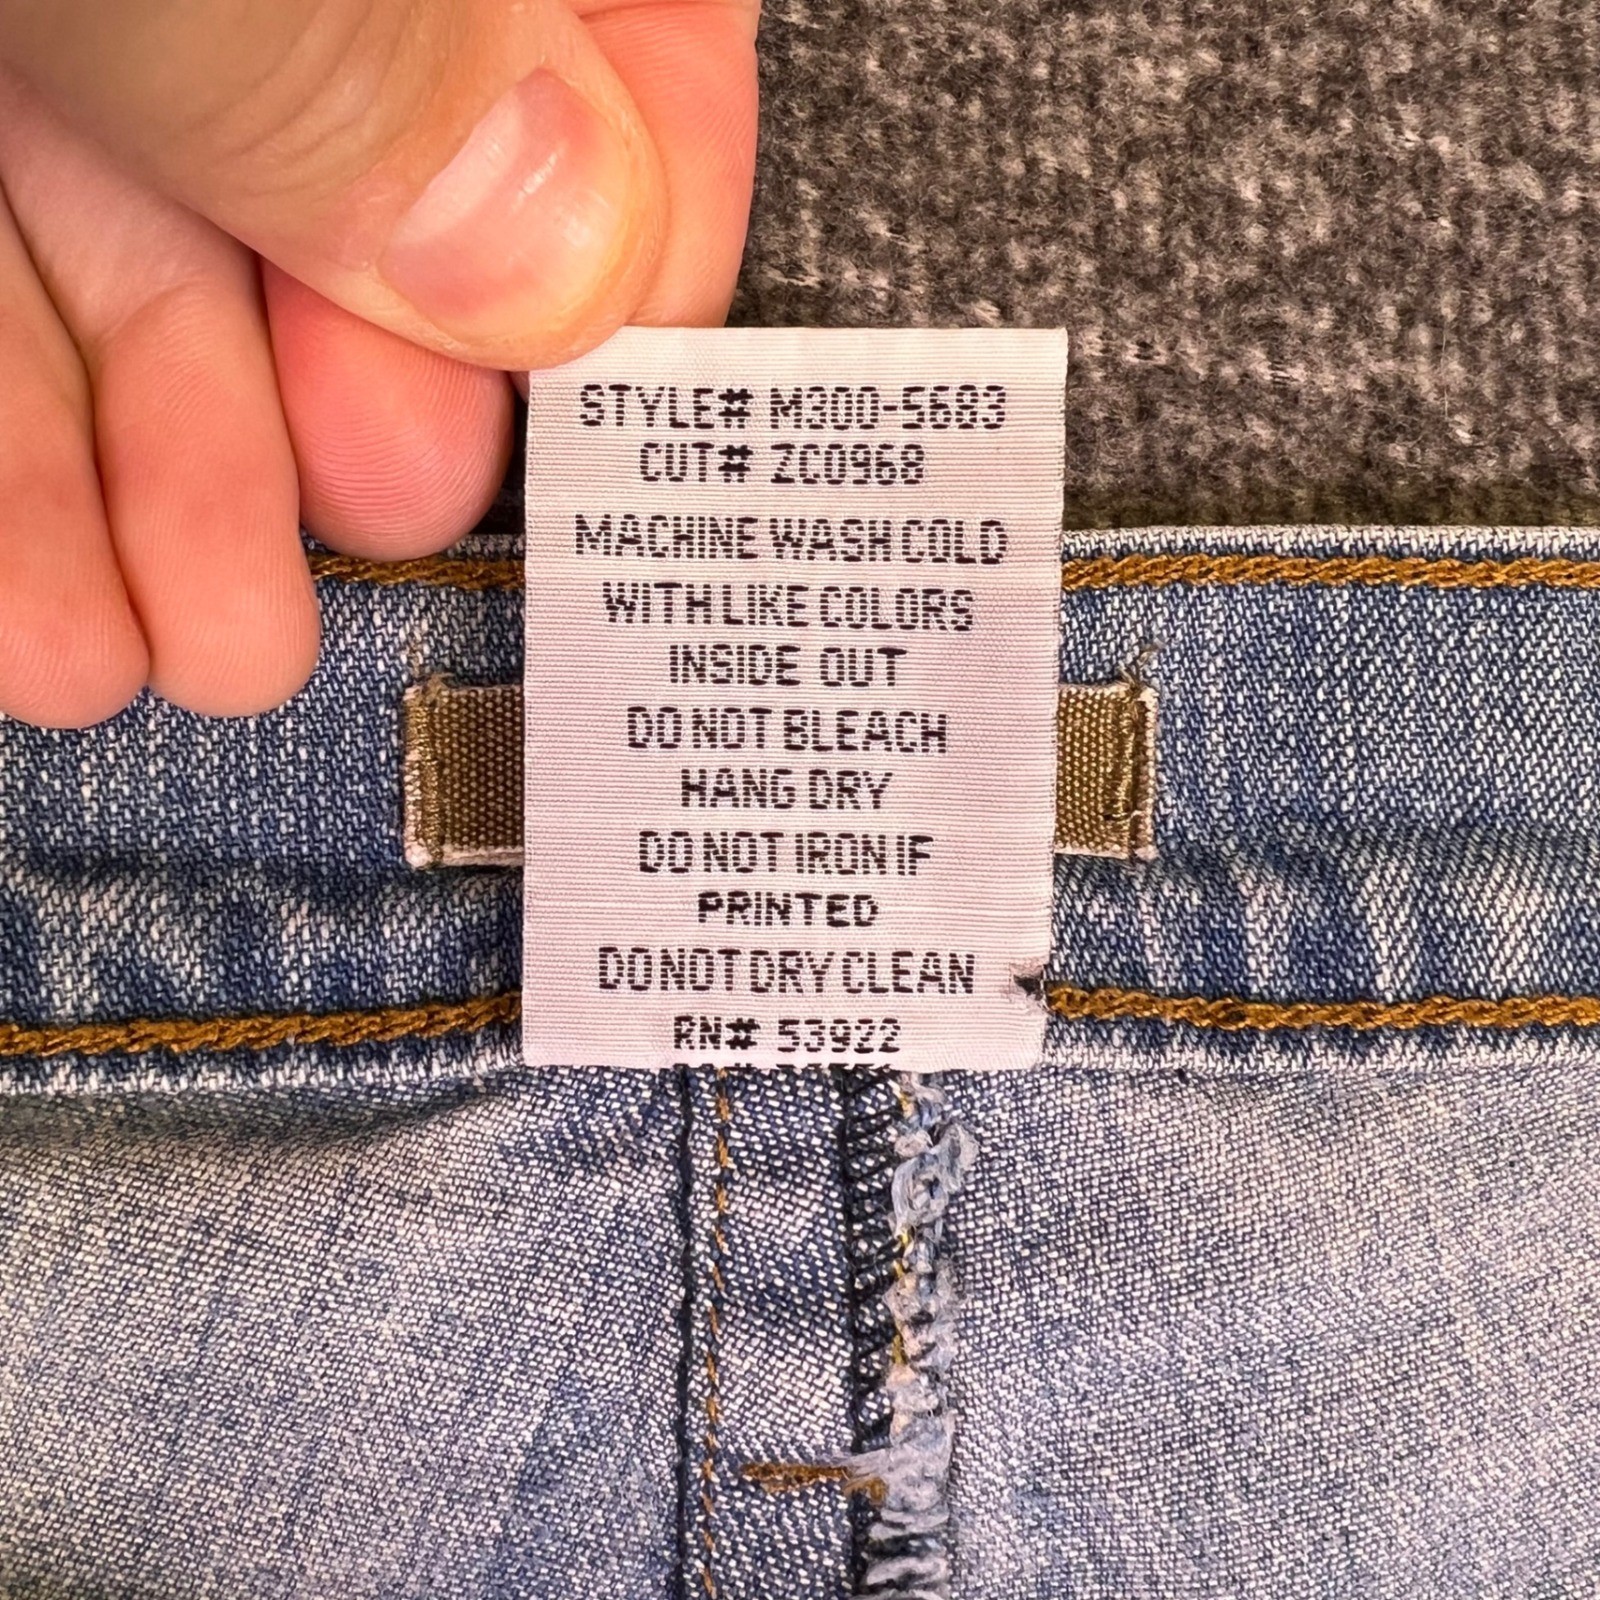 STYLE# M300-5683
CUT# ZC0968
MACHINE WASH COLD
WITH LIKE COLORS
INSIDE OUT
DO NOT BLEACH
HANG DRY
DO NOT IRON IF
PRINTED
DO NOT DRY CLEAN
RN# 53922